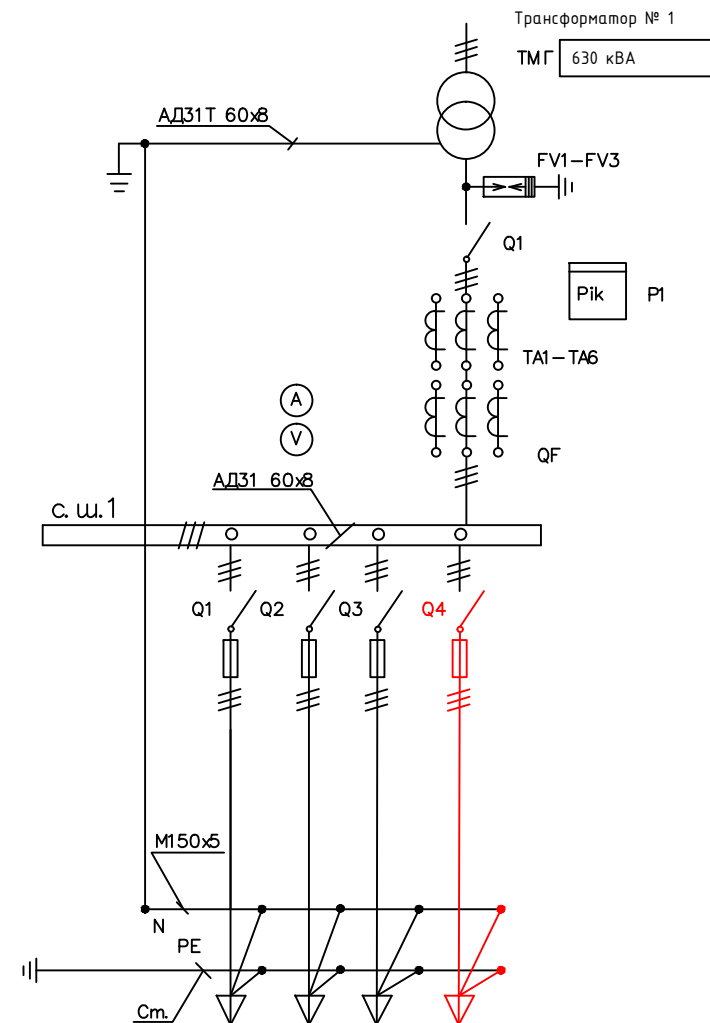 Трансформатор № 1
ТМГ 630 кВА
АД31Т 60х8
FV1-FV3
Q1
Pik P1
TA1-TA6
A
V
QF
АД31 60х8
с. ш.1
Q1 Q2 Q3 Q4
М150х5
N
PE
Ст.